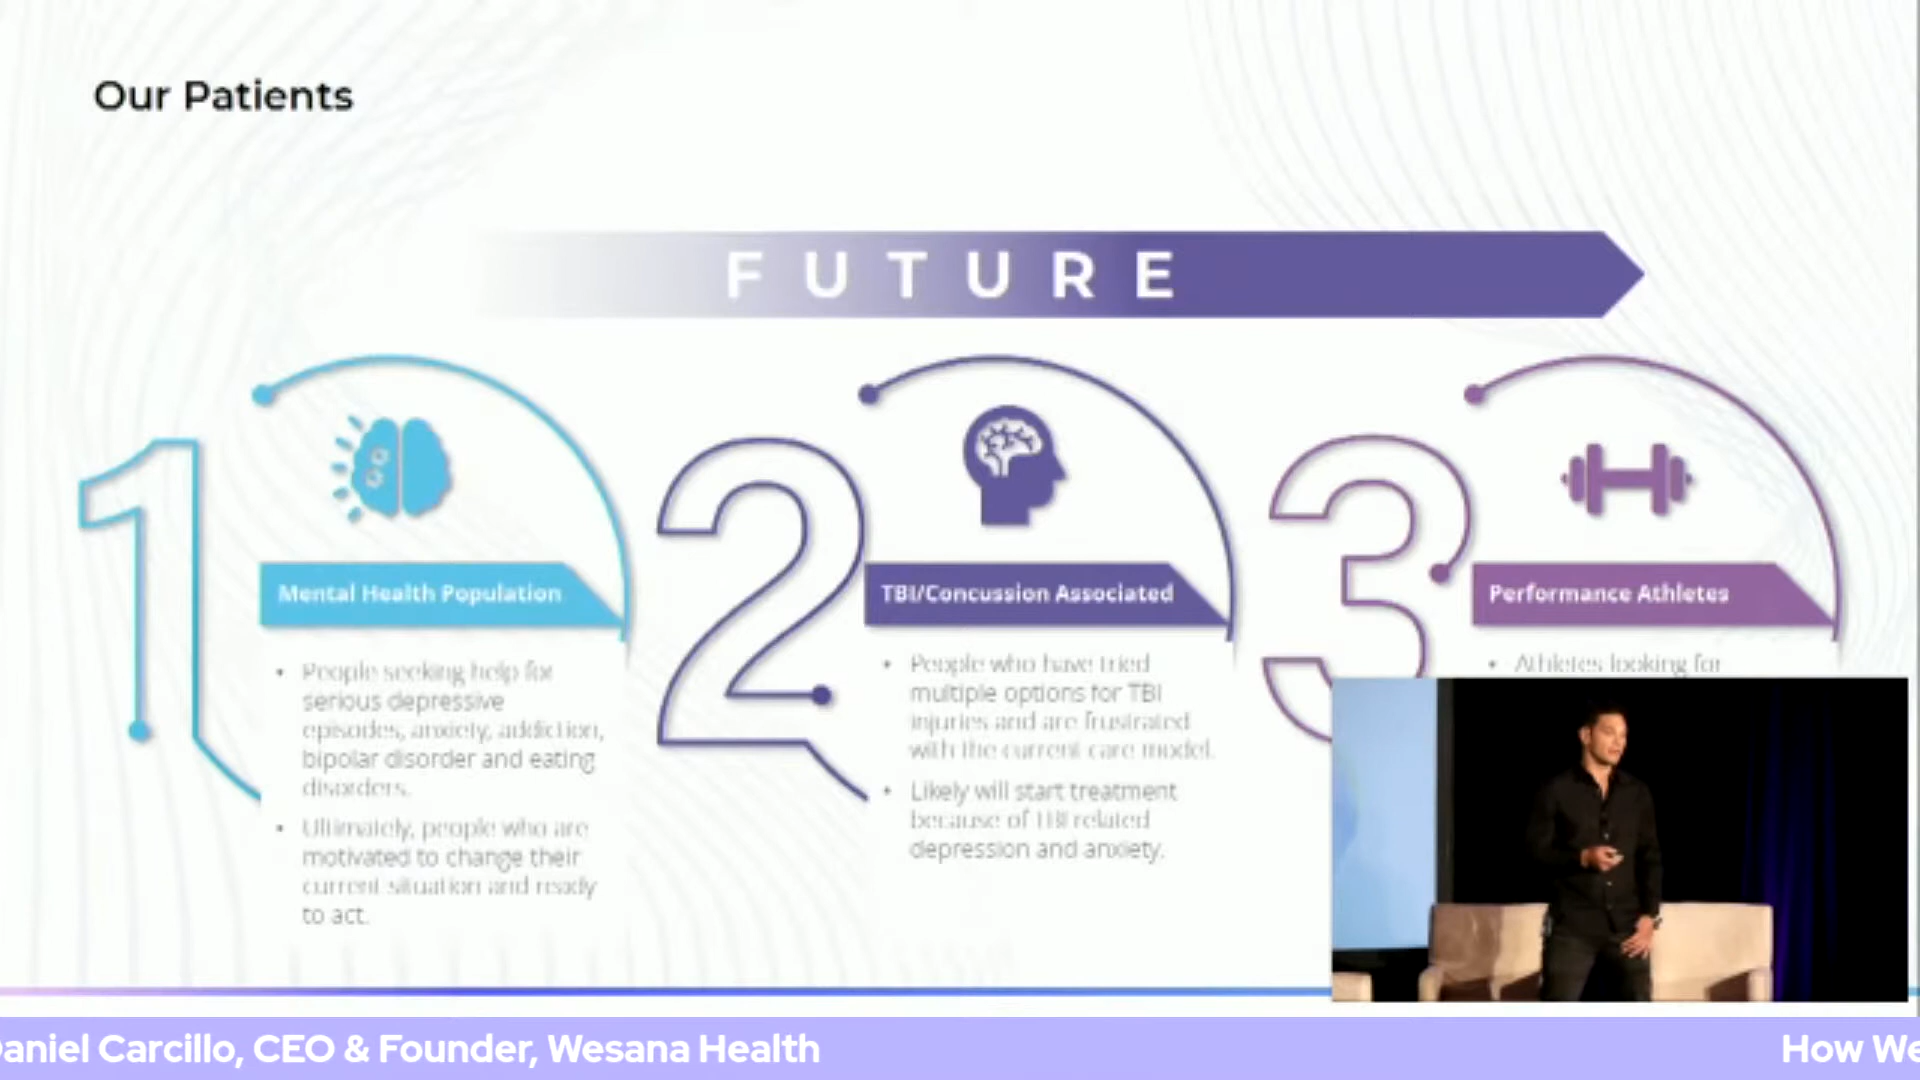 Our Patients
FUTURE
1
Mental Health Population
• People seeking help for
serious depressive
episodes, anxiety, addiction,
bipolar disorder and eating
disorders.
• Ultimately, people who are
motivated to change their
current situation and ready
to act.
2
TBI/Concussion Associated
• People who have tried
multiple options for TBI
injuries and are frustrated
with the current care model.
• Likely will start treatment
because of TBI related
depression and anxiety.
3
Performance Athletes
• Athletes looking for
aniel Carcillo, CEO & Founder, Wesana Health
How We